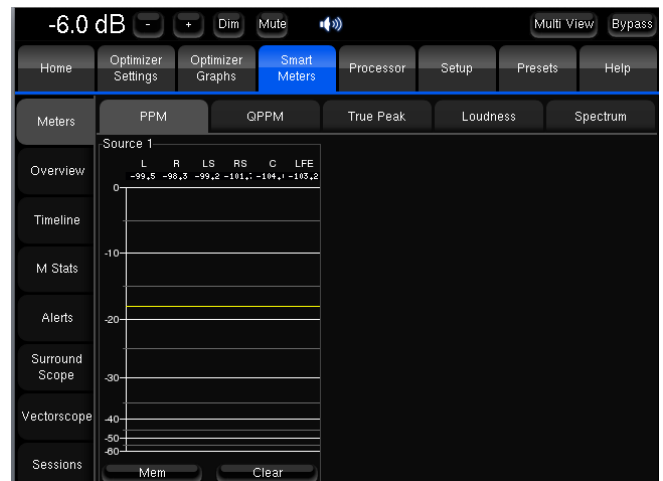 -6.0 dB - + Dim Mute Multi View Bypass
Home Optimizer Settings Optimizer Graphs Smart Meters Processor Setup Presets Help
Meters PPM QPPM True Peak Loudness Spectrum
Source 1
L R LS RS C LFE
-99.5 -98.3 -99.2 -101. -104. -103.2
0
-10
-20
-30
-40
-50
-60
Overview
Timeline
M Stats
Alerts
Surround
Scope
Vectorscope
Sessions
Mem Clear